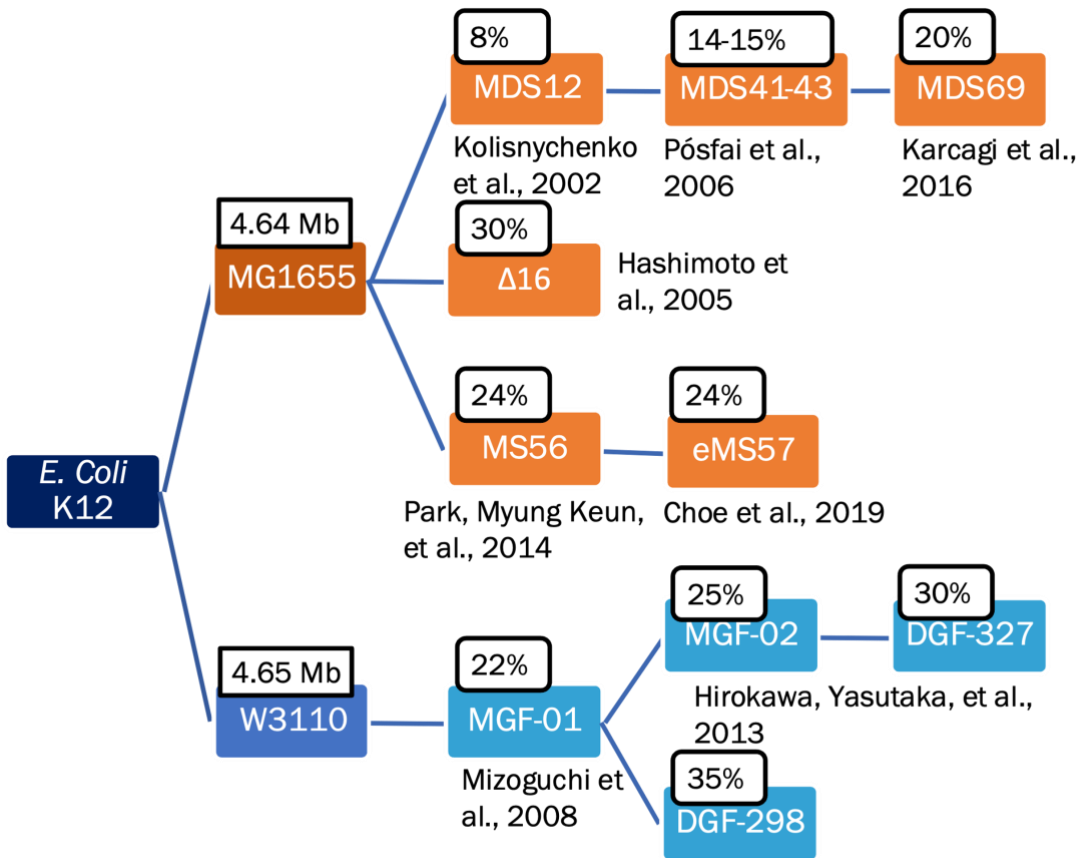 8%
MDS12
Kolisnychenko
et al., 2002
14-15%
MDS41-43
Pósfai et al.,
2006
20%
MDS69
Karcagi et al.,
2016
4.64 Mb
MG1655
30%
Δ16
Hashimoto et
al., 2005
24%
MS56
Park, Myung Keun,
et al., 2014
24%
eMS57
Choe et al., 2019
E. Coli
K12
4.65 Mb
W3110
22%
MGF-01
Mizoguchi et
al., 2008
25%
MGF-02
30%
DGF-327
Hirokawa, Yasutaka, et al.,
2013
35%
DGF-298